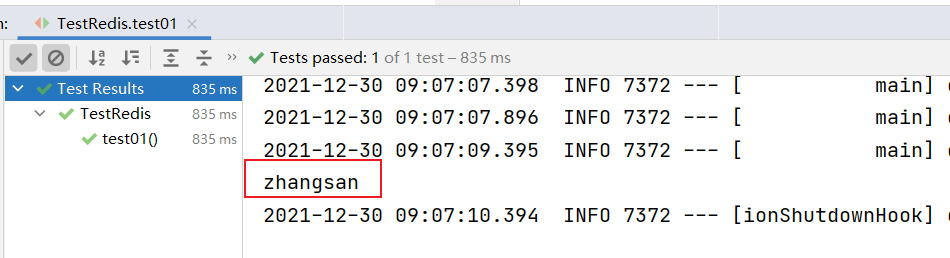 n: TestRedis.test01
Tests passed: 1 of 1 test – 835 ms
Test Results 835 ms
TestRedis 835 ms
test01() 835 ms
2021-12-30 09:07:07.398 INFO 7372 --- [ main]
2021-12-30 09:07:07.896 INFO 7372 --- [ main]
2021-12-30 09:07:09.395 INFO 7372 --- [ main]
zhangsan
2021-12-30 09:07:10.394 INFO 7372 --- [ionShutdownHook]